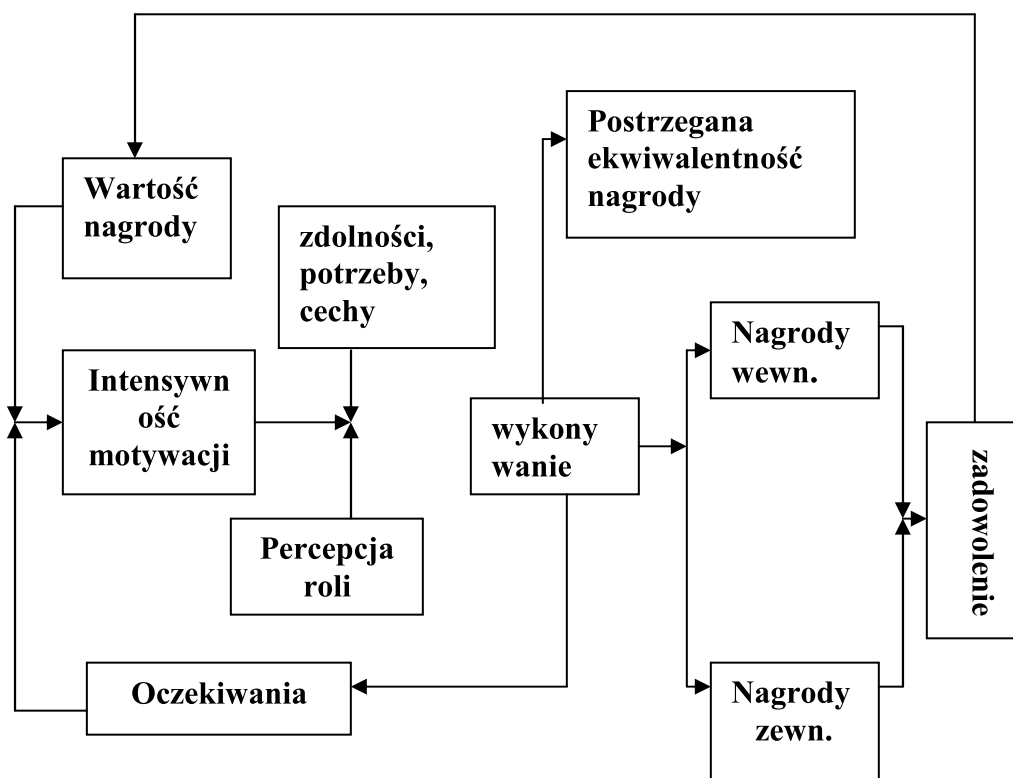 Postrzegana
ekwiwalentność
nagrody
Wartość
nagrody
zdolności,
potrzeby,
cechy
Nagrody
wewn.
Intensywn
ość
motywacji
wykony
wanie
zadowolenie
Percepcja
roli
Oczekiwania
Nagrody
zewn.